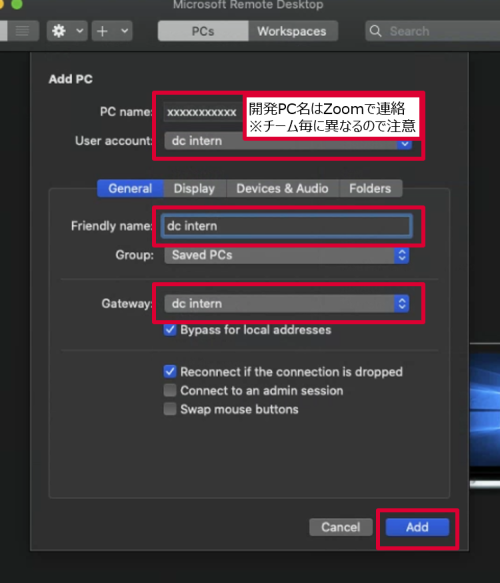 Microsoft Remote Desktop
PCs Workspaces Search
Add PC
PC name: xxxxxxxxxxx
開発PC名はZoomで連絡
※チーム毎に異なるので注意
User account: dc intern
General Display Devices & Audio Folders
Friendly name: dc intern
Group: Saved PCs
Gateway: dc intern
Bypass for local addresses
Reconnect if the connection is dropped
Connect to an admin session
Swap mouse buttons
Cancel Add